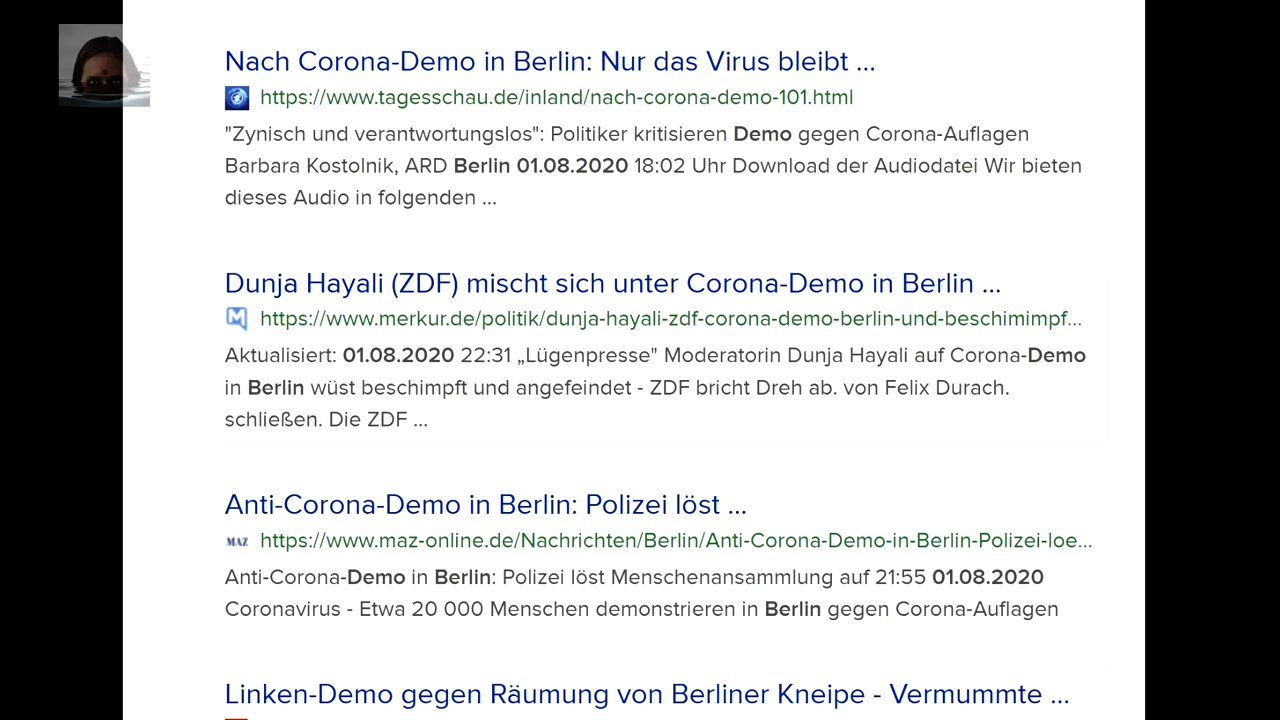 Nach Corona-Demo in Berlin: Nur das Virus bleibt ...
https://www.tagesschau.de/inland/nach-corona-demo-101.html
"Zynisch und verantwortungslos": Politiker kritisieren Demo gegen Corona-Auflagen
Barbara Kostolnik, ARD Berlin 01.08.2020 18:02 Uhr Download der Audiodatei Wir bieten
dieses Audio in folgenden ...
Dunja Hayali (ZDF) mischt sich unter Corona-Demo in Berlin ...
https://www.merkur.de/politik/dunja-hayali-zdf-corona-demo-berlin-und-beschimimpf...
Aktualisiert: 01.08.2020 22:31 „Lügenpresse" Moderatorin Dunja Hayali auf Corona-Demo
in Berlin wüst beschimpft und angefeindet - ZDF bricht Dreh ab. von Felix Durach.
schließen. Die ZDF ...
Anti-Corona-Demo in Berlin: Polizei löst ...
MAZ https://www.maz-online.de/Nachrichten/Berlin/Anti-Corona-Demo-in-Berlin-Polizei-loe...
Anti-Corona-Demo in Berlin: Polizei löst Menschenansammlung auf 21:55 01.08.2020
Coronavirus - Etwa 20 000 Menschen demonstrieren in Berlin gegen Corona-Auflagen
Linken-Demo gegen Räumung von Berliner Kneipe - Vermummte ...